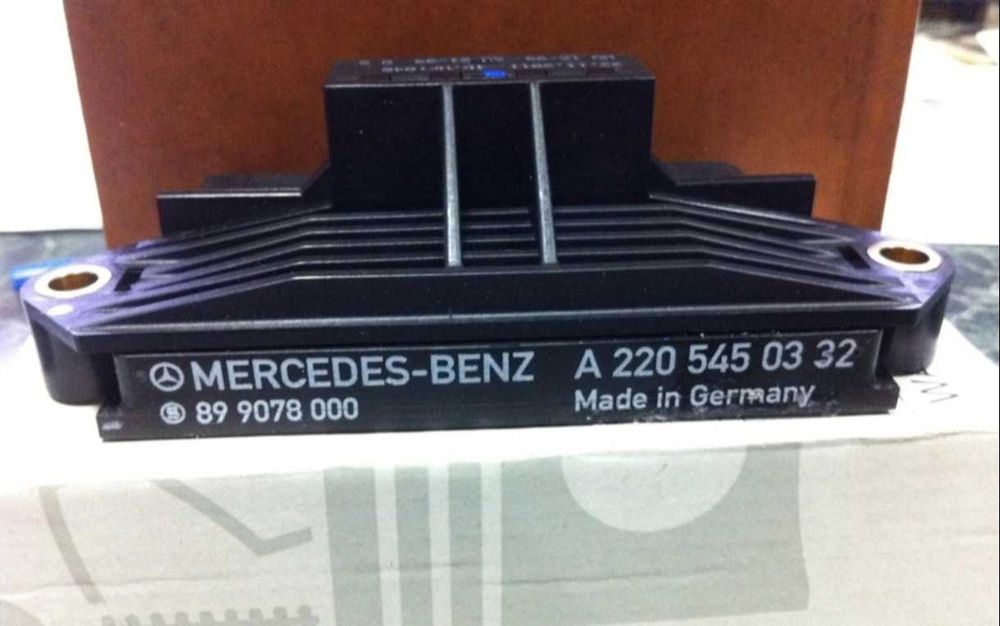 MERCEDES-BENZ A 220 545 03 32
89 9078 000 Made in Germany